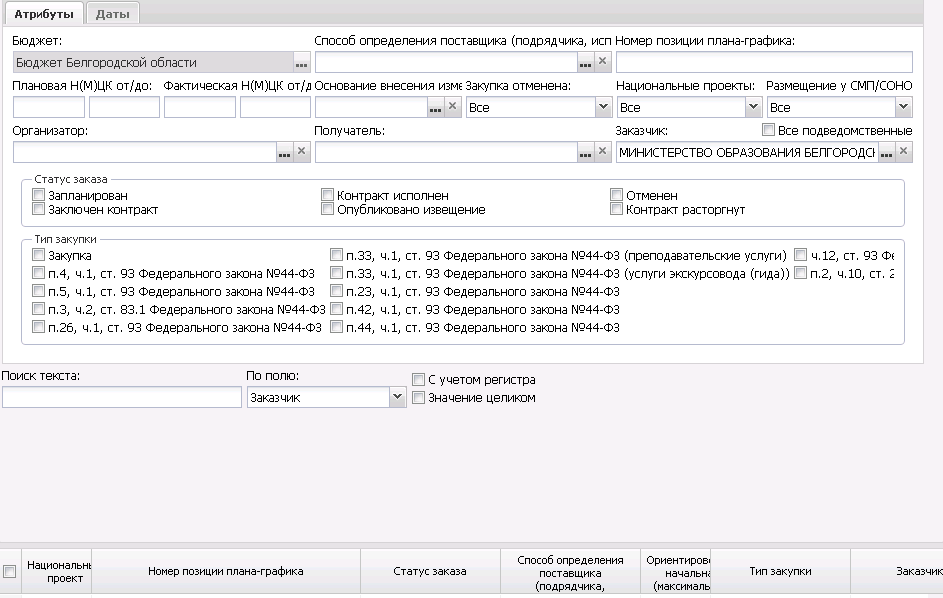 Атрибуты Даты
Бюджет: Способ определения поставщика (подрядчика, исп Номер позиции плана-графика:
Бюджет Белгородской области ... ...
Плановая Н(М)ЦК от/до: Фактическая Н(М)ЦК от/д Основание внесения изме Закупка отменена: Национальные проекты: Размещение у СМП/СОНО
... Все Все Все
Организатор: Получатель: Заказчик: Все подведомственные
... ... МИНИСТЕРСТВО ОБРАЗОВАНИЯ БЕЛГОРОДСК ...
Статус заказа
Запланирован Контракт исполнен Отменен
Заключен контракт Опубликовано извещение Контракт расторгнут
Тип закупки
Закупка п.33, ч.1, ст. 93 Федерального закона №44-ФЗ (преподавательские услуги) ч.12, ст. 93 Фе
п.4, ч.1, ст. 93 Федерального закона №44-ФЗ п.33, ч.1, ст. 93 Федерального закона №44-ФЗ (услуги экскурсовода (гида)) п.2, ч.10, ст. 2
п.5, ч.1, ст. 93 Федерального закона №44-ФЗ п.23, ч.1, ст. 93 Федерального закона №44-ФЗ
п.3, ч.2, ст. 83.1 Федерального закона №44-ФЗ п.42, ч.1, ст. 93 Федерального закона №44-ФЗ
п.26, ч.1, ст. 93 Федерального закона №44-ФЗ п.44, ч.1, ст. 93 Федерального закона №44-ФЗ
Поиск текста: По полю: С учетом регистра
Заказчик Значение целиком
Национальнь
проект
Номер позиции плана-графика
Статус заказа
Способ определения
поставщика
(подрядчика,
Ориентирово
начальна
(максималь
Тип закупки
Заказчик